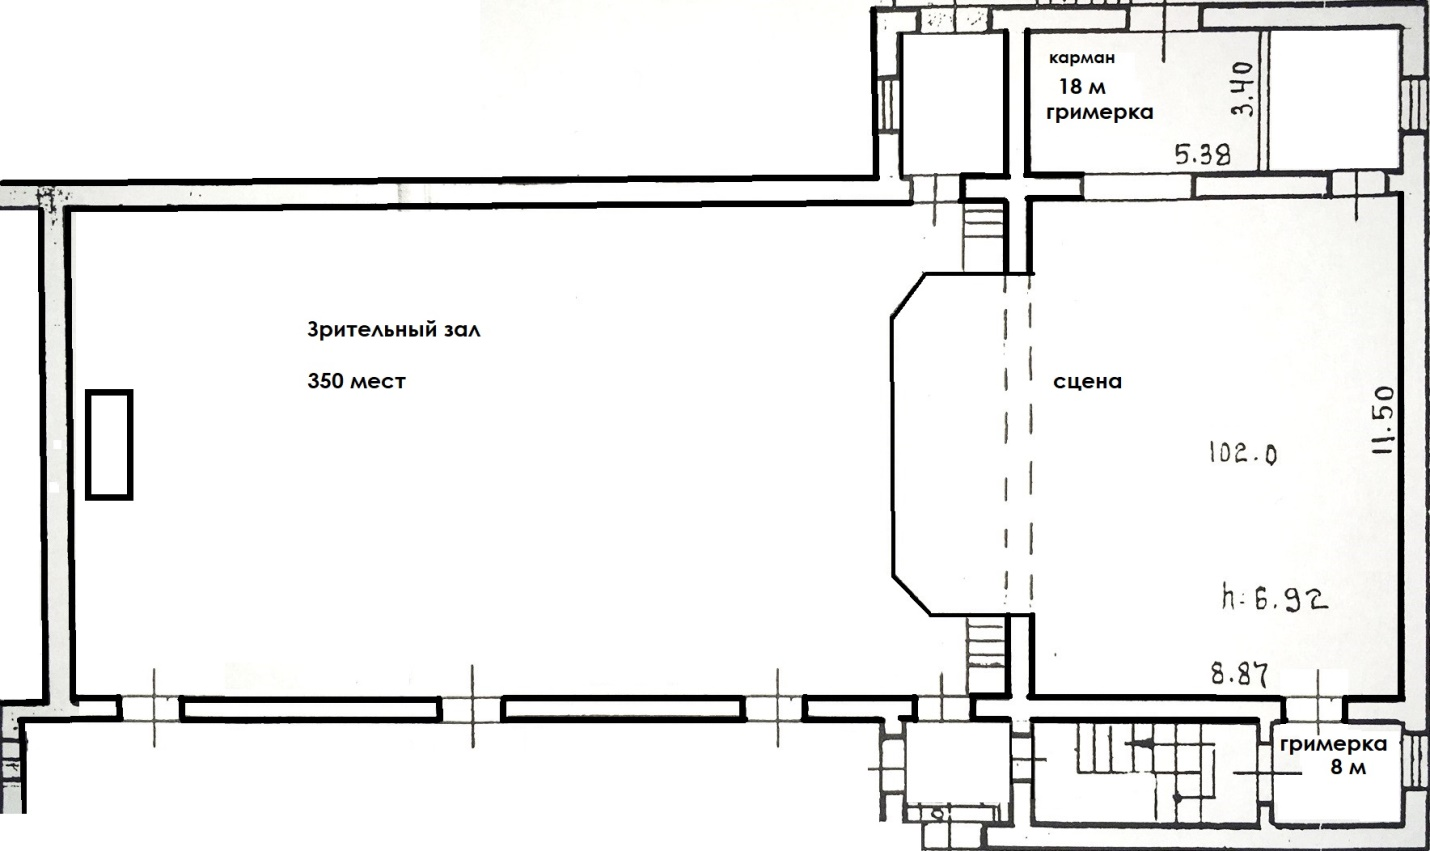 карман
18 м
гримерка
3.40
5.38
Зрительный зал
350 мест
сцена
11.50
102.0
h: 6.92
8.87
гримерка
8 м